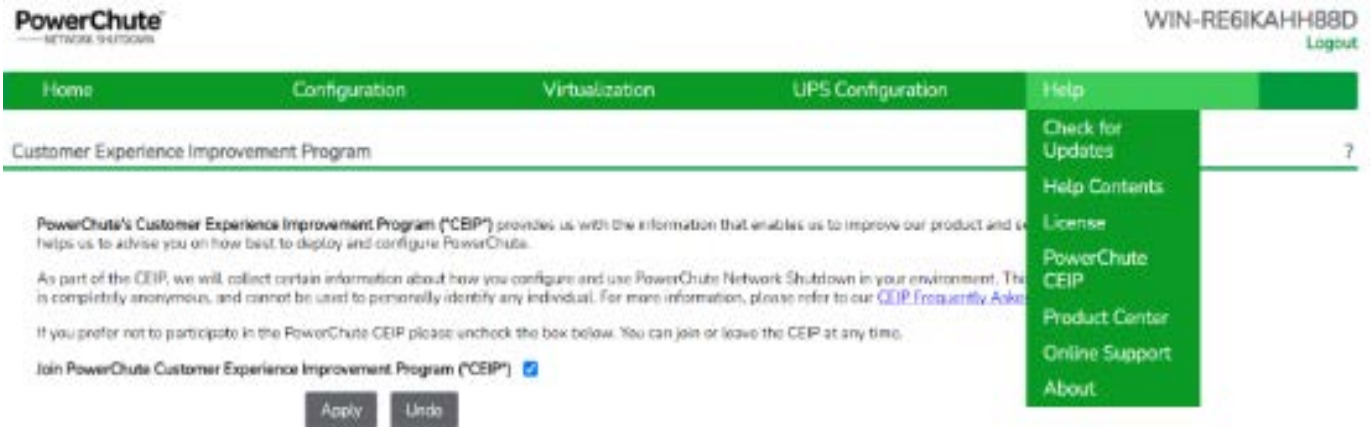 PowerChute
NETWORK SHUTDOWN
WIN-RE6IKAHH88D
Logout
Home Configuration Virtualization UPS Configuration Help
Customer Experience Improvement Program ?
PowerChute's Customer Experience Improvement Program ("CEIP") provides us with the information that enables us to improve our product and
helps us to advise you on how best to deploy and configure PowerChute.
As part of the CEIP, we will collect certain information about how you configure and use PowerChute Network Shutdown in your environment.
is completely anonymous, and cannot be used to personally identify any individual. For more information, please refer to our CEIP Frequently
If you prefer not to participate in the PowerChute CEIP please uncheck the box below. You can join or leave the CEIP at any time.
Join PowerChute Customer Experience Improvement Program ("CEIP")
Apply Undo
Check for
Updates
Help Contents
License
PowerChute
CEIP
Product Center
Online Support
About